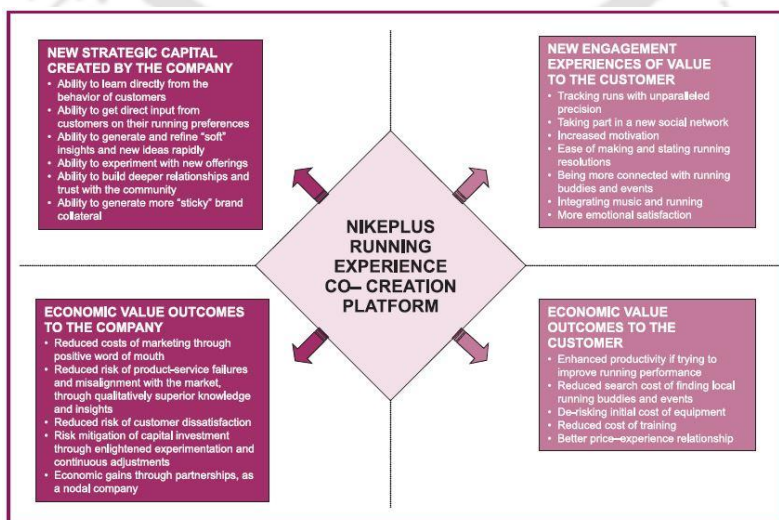 NEW STRATEGIC CAPITAL
CREATED BY THE COMPANY
• Ability to learn directly from the
behavior of customers
• Ability to get direct input from
customers on their running preferences
• Ability to generate and refine “soft”
insights and new ideas rapidly
• Ability to experiment with new offerings
• Ability to build deeper relationships and
trust with the community
• Ability to generate more “sticky” brand
collateral
NEW ENGAGEMENT
EXPERIENCES OF VALUE
TO THE CUSTOMER
• Tracking runs with unparalleled
precision
• Taking part in a new social network
• Increased motivation
• Ease of making and stating running
resolutions
• Being more connected with running
buddies and events
• Integrating music and running
• More emotional satisfaction
NIKEPLUS
RUNNING
EXPERIENCE
CO– CREATION
PLATFORM
ECONOMIC VALUE OUTCOMES
TO THE COMPANY
• Reduced costs of marketing through
positive word of mouth
• Reduced risk of product–service failures
and misalignment with the market,
through qualitatively superior knowledge
and insights
• Reduced risk of customer dissatisfaction
• Risk mitigation of capital investment
through enlightened experimentation and
continuous adjustments
• Economic gains through partnerships, as
a nodal company
ECONOMIC VALUE
OUTCOMES TO THE
CUSTOMER
• Enhanced productivity if trying to
improve running performance
• Reduced search cost of finding local
running buddies and events
• De–risking initial cost of equipment
• Reduced cost of training
• Better price–experience relationship